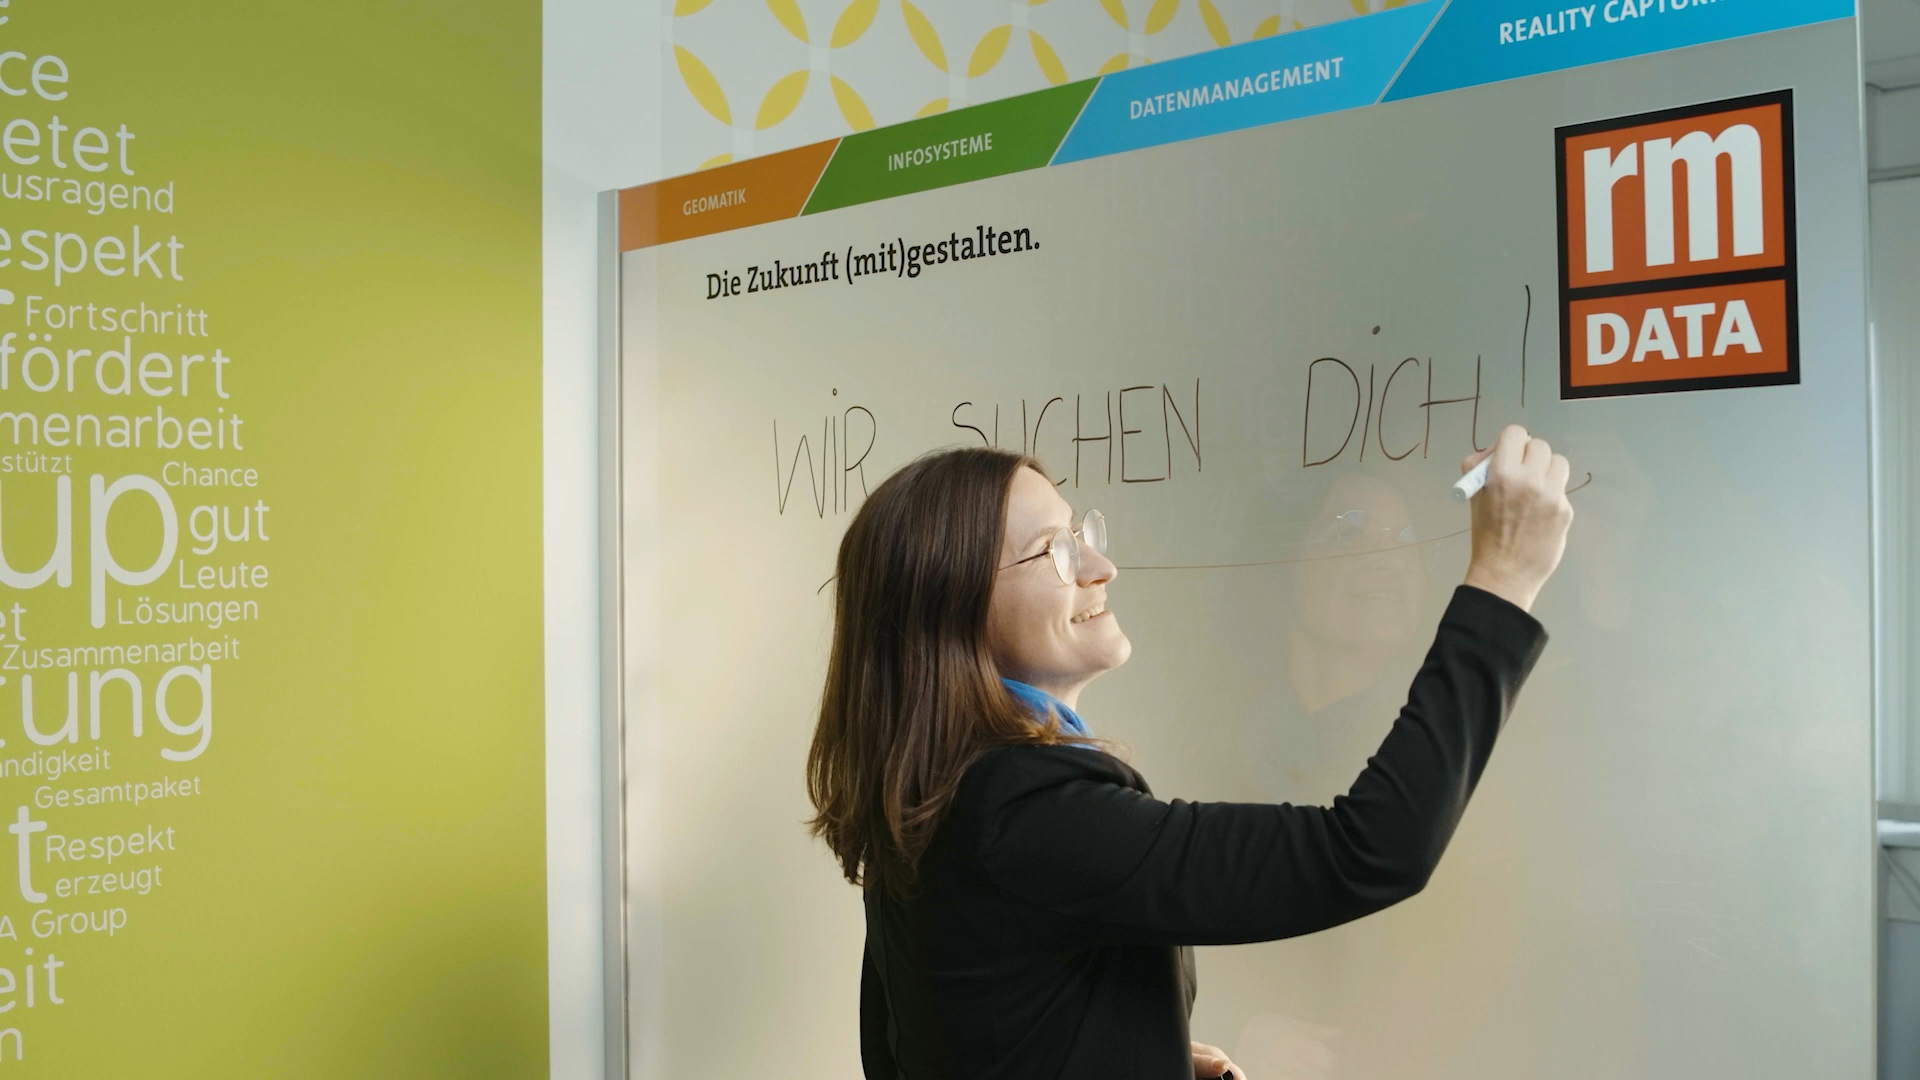 ce
etet
usragend
espekt
Fortschritt
fördert
menarbeit
stützt
Chance
up
gut
Leute
et
Lösungen
Zusammenarbeit
tung
ndigkeit
Gesamtpaket
t
Respekt
erzeugt
A Group
eit
n
GEOMATIK
INFOSYSTEME
DATENMANAGEMENT
REALITY CAPTUR
Die Zukunft (mit)gestalten.
rm
DATA
WIR SUCHEN DICH!